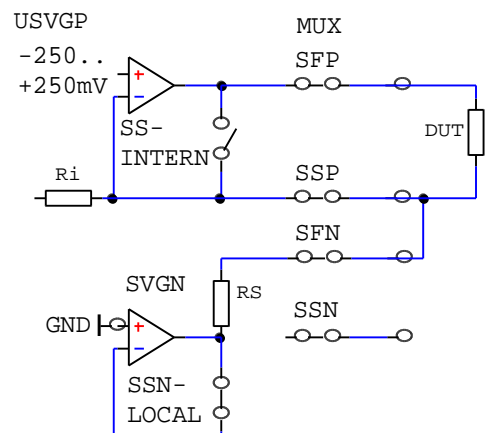 USVGP
MUX
-250..
SFP
+
+250mV
-
SS-
DUT
INTERN
Ri
SSP
SFN
SVGN
RS
SSN
GND
+
-
SSN-
LOCAL